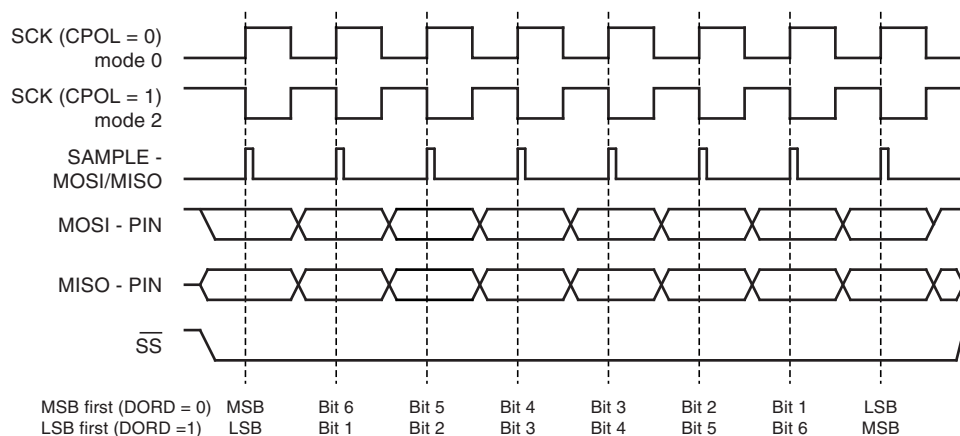 SCK (CPOL = 0)
mode 0
SCK (CPOL = 1)
mode 2
SAMPLE -
MOSI/MISO
MOSI - PIN
MISO - PIN
SS
MSB first (DORD = 0) MSB Bit 6 Bit 5 Bit 4 Bit 3 Bit 2 Bit 1 LSB
LSB first (DORD =1) LSB Bit 1 Bit 2 Bit 3 Bit 4 Bit 5 Bit 6 MSB